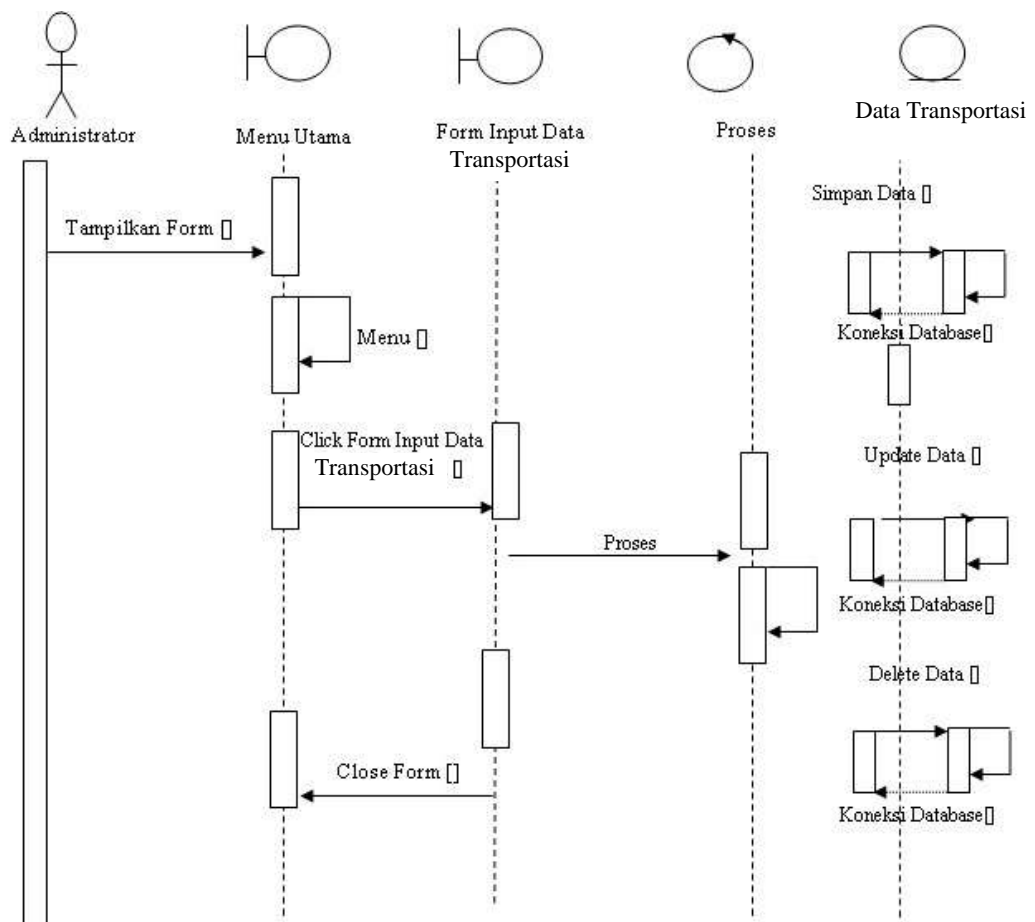 Administrator
Menu Utama
Form Input Data
Transportasi
Proses
Data Transportasi
Simpan Data []
Tampilkan Form []
Koneksi Database[]
Menu []
Click Form Input Data
Transportasi []
Update Data []
Proses
Koneksi Database[]
Delete Data []
Close Form []
Koneksi Database[]